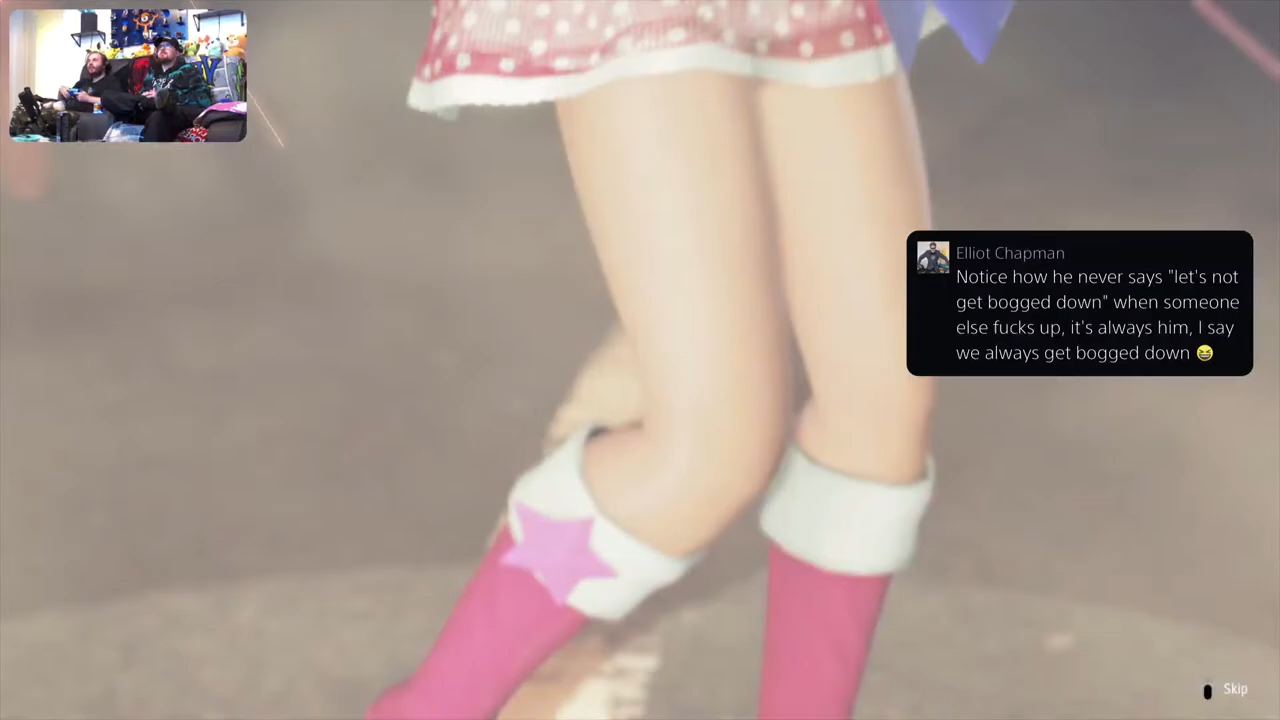 Elliot Chapman
Notice how he never says "let's not
get bogged down" when someone
else fucks up, it's always him, I say
we always get bogged down 😆
Skip